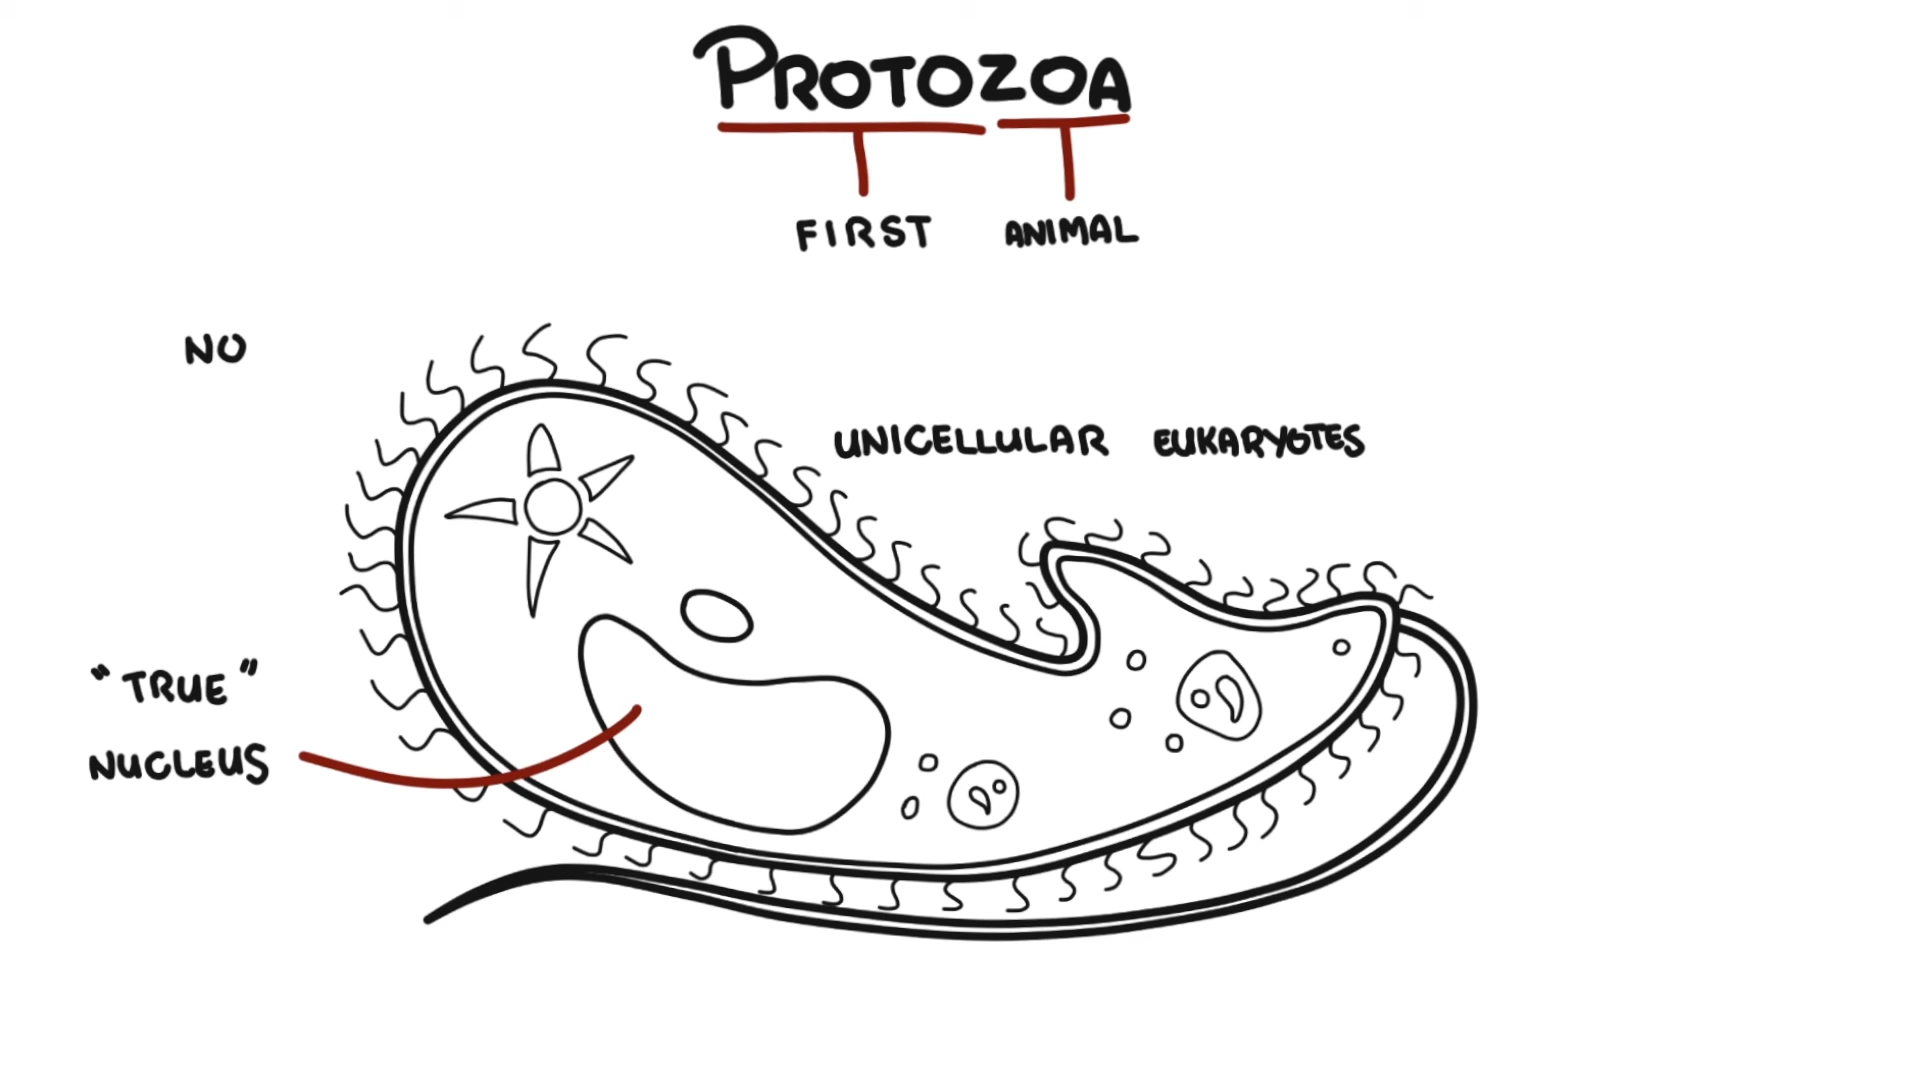 PROTOZOA
FIRST ANIMAL
NO
UNICELLULAR EUKARYOTES
"TRUE"
NUCLEUS